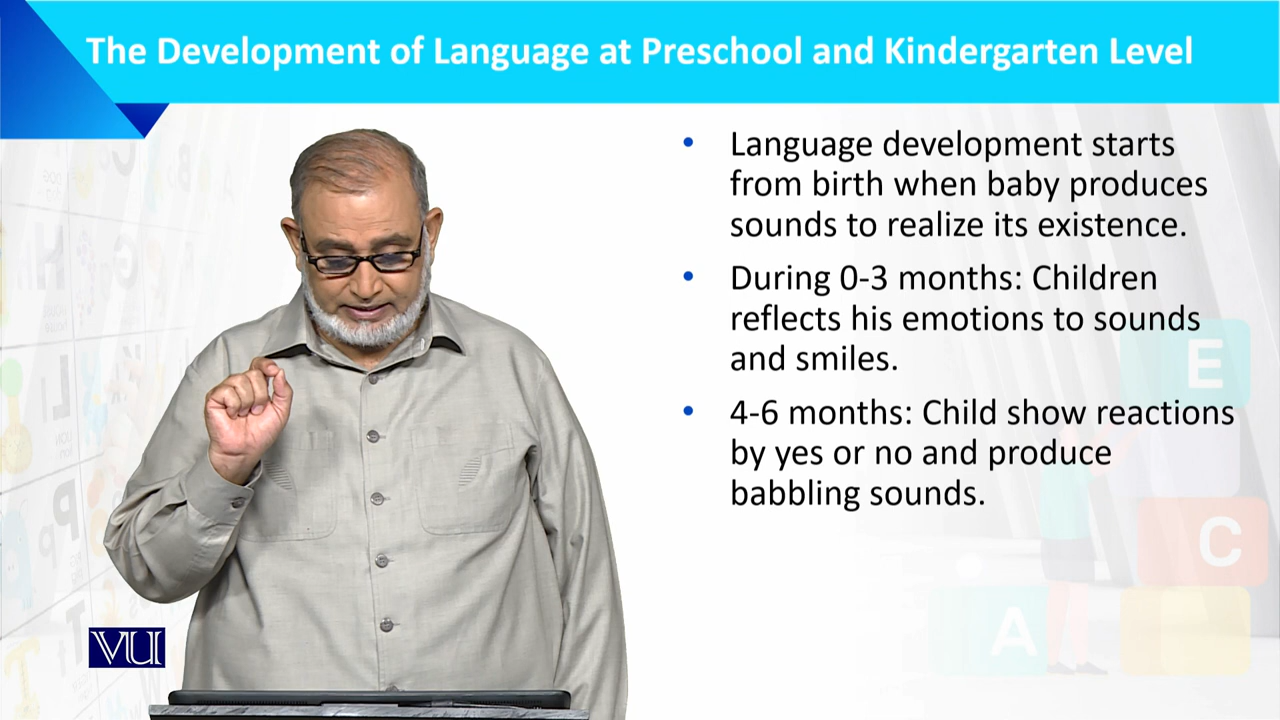 The Development of Language at Preschool and Kindergarten Level
• Language development starts
from birth when baby produces
sounds to realize its existence.
• During 0-3 months: Children
reflects his emotions to sounds
and smiles.
• 4-6 months: Child show reactions
by yes or no and produce
babbling sounds.
E
C
A
VU